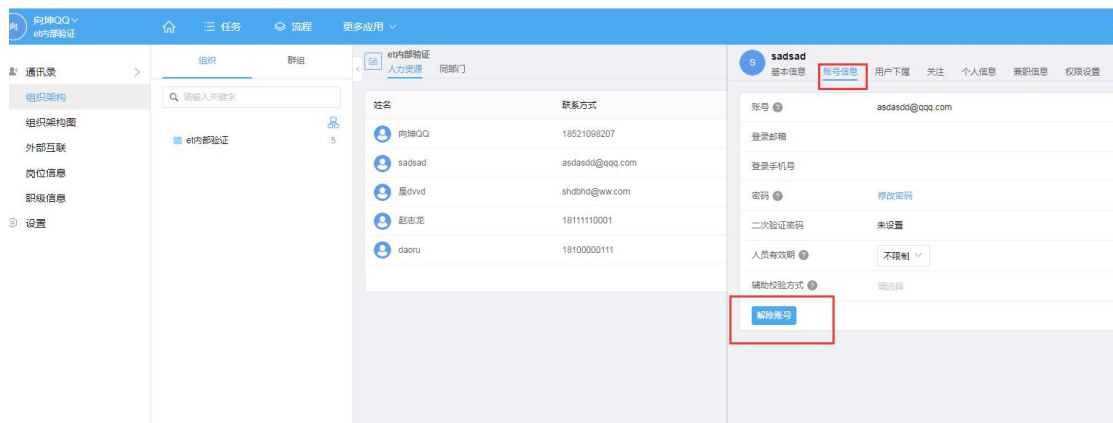 向 向坤QQ
et内部验证
任务 流程 更多应用
通讯录
组织架构
组织架构图
外部互联
岗位信息
职级信息
设置
组织 群组
请输入关键字
et内部验证 5
et内部验证
人力资源 同部门
姓名 联系方式
向坤QQ 18521098207
sadsad asdasdd@qqq.com
是dvvd shdbhd@ww.com
赵志龙 18111110001
daoru 18100000111
S sadsad
基本信息 账号信息 用户下属 关注 个人信息 兼职信息 权限设置
账号 asdasdd@qqq.com
登录邮箱
登录手机号
密码 修改密码
二次验证密码 未设置
人员有效期 不限制
辅助校验方式 请选择
解除账号